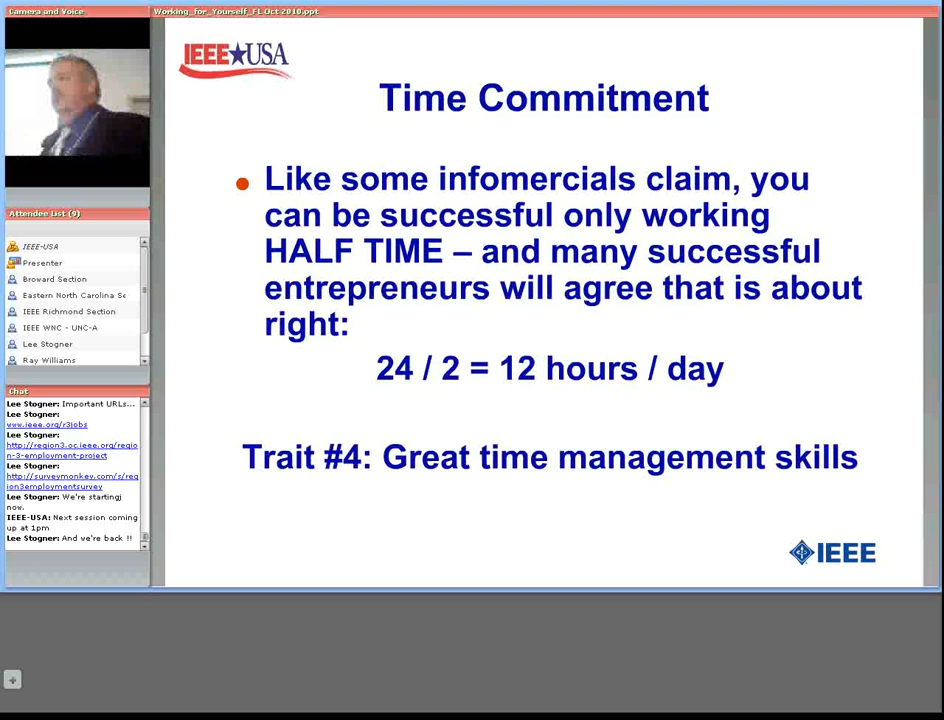 Camera and Voice
Working_for_Yourself_FL Oct 2010.ppt
IEEE USA
Time Commitment
• Like some infomercials claim, you
can be successful only working
HALF TIME – and many successful
entrepreneurs will agree that is about
right:
24 / 2 = 12 hours / day
Trait #4: Great time management skills
IEEE
Attendee List (9)
IEEE-USA
Presenter
Broward Section
Eastern North Carolina Se
IEEE Richmond Section
IEEE WNC - UNC-A
Lee Stogner
Ray Williams
Chat
Lee Stogner: Important URLs...
Lee Stogner:
www.ieee.org/r3jobs
Lee Stogner:
http://region3.oc.ieee.org/regio
n-3-employment-project
Lee Stogner:
http://surveymonkey.com/s/reg
ion3employmentsurvey
Lee Stogner: We're startingj
now.
IEEE-USA: Next session coming
up at 1pm
Lee Stogner: And we're back !!